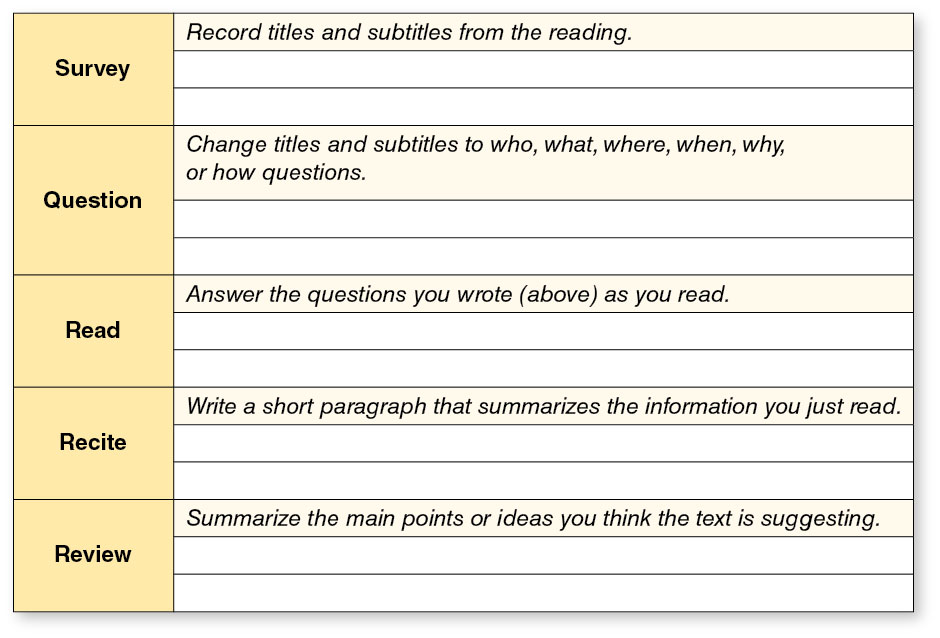 Survey
Record titles and subtitles from the reading.
Question
Change titles and subtitles to who, what, where, when, why,
or how questions.
Read
Answer the questions you wrote (above) as you read.
Recite
Write a short paragraph that summarizes the information you just read.
Review
Summarize the main points or ideas you think the text is suggesting.